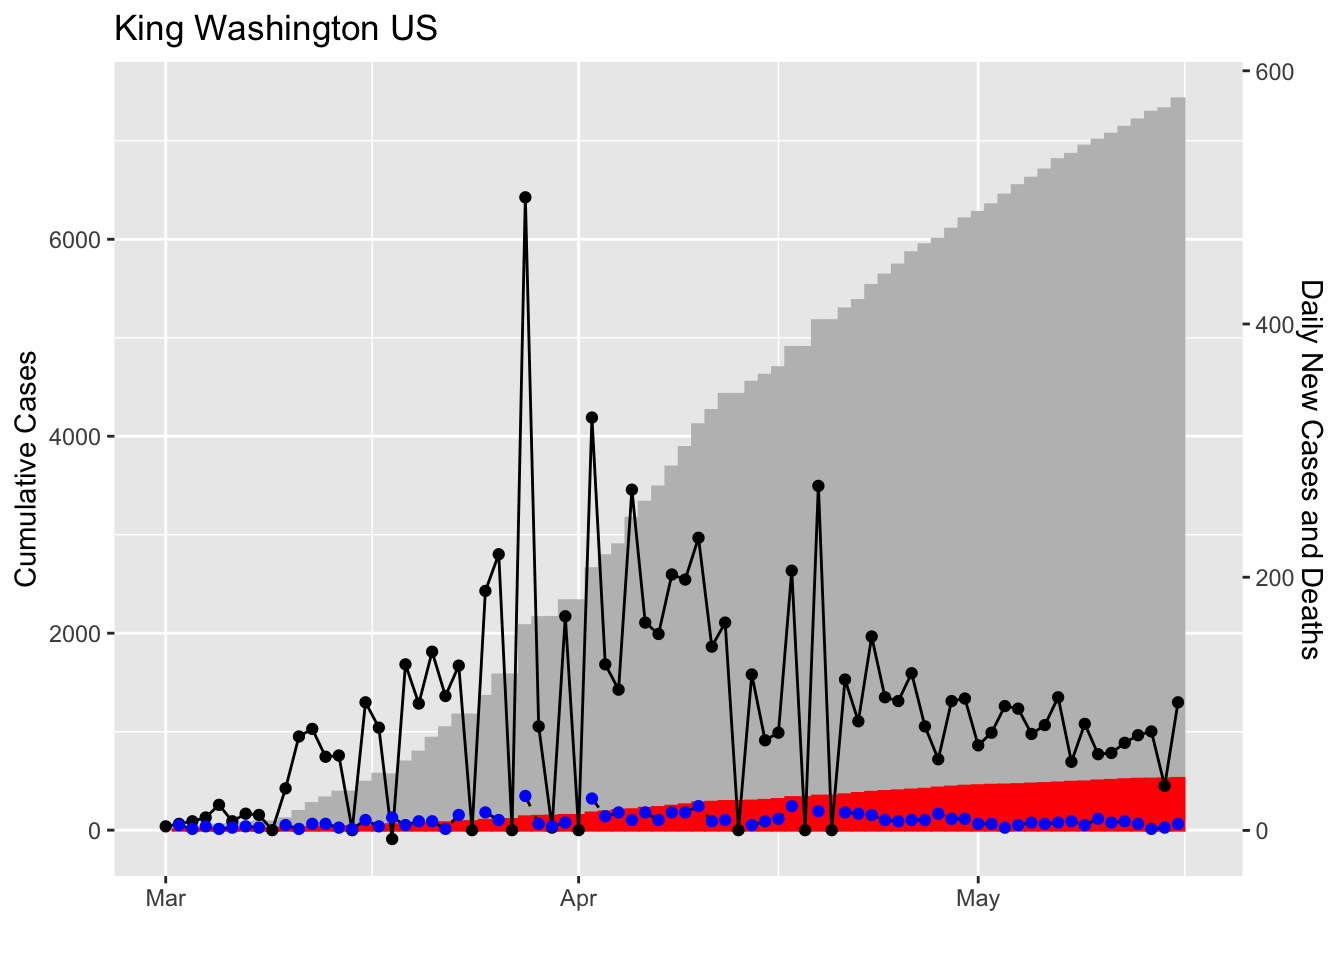 King Washington US
Cumulative Cases
6000
4000
2000
0
600
400
200
0
Daily New Cases and Deaths
Mar
Apr
May